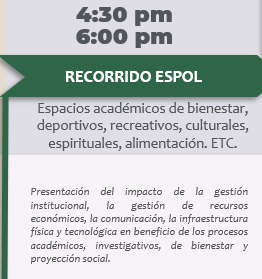 4:30 pm
6:00 pm
RECORRIDO ESPOL
Espacios académicos de bienestar,
deportivos, recreativos, culturales,
espirituales, alimentación. ETC.
Presentación del impacto de la gestión
institucional, la gestión de recursos
económicos, la comunicación, la infraestructura
física y tecnológica en beneficio de los procesos
académicos, investigativos, de bienestar y
proyección social.